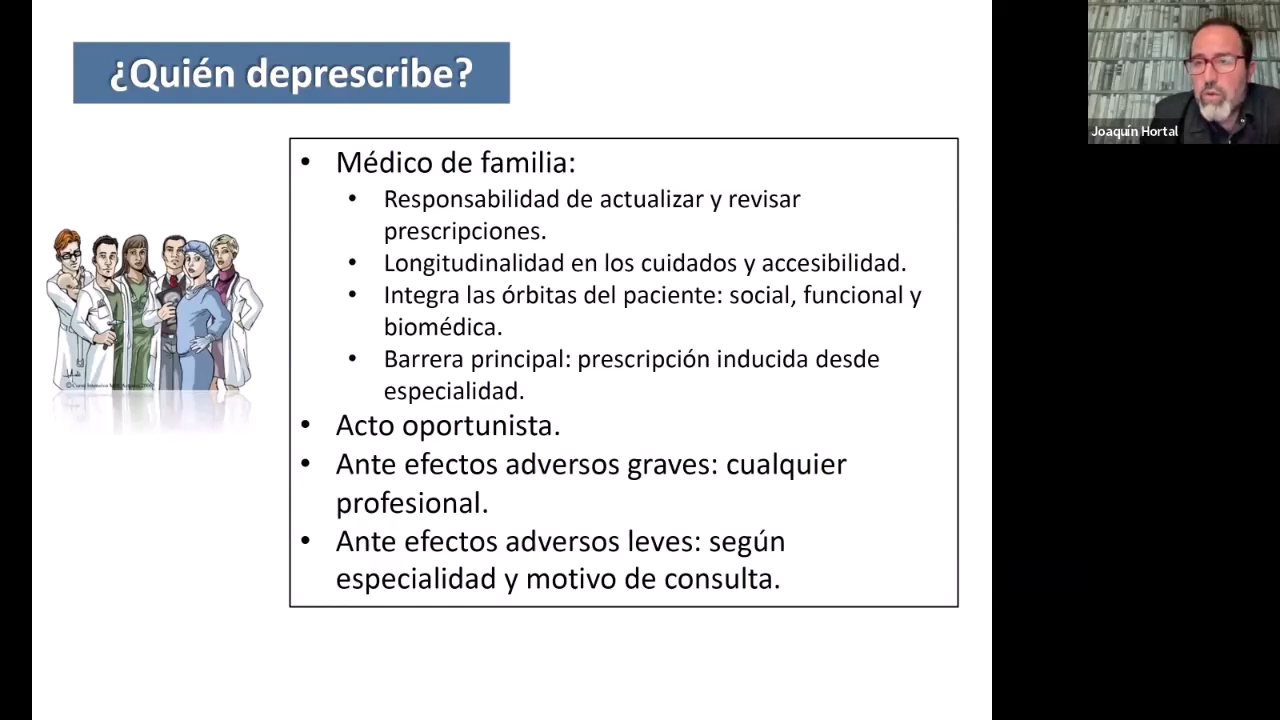 ¿Quién deprescribe?
Joaquín Hortal
• Médico de familia:
• Responsabilidad de actualizar y revisar
prescripciones.
• Longitudinalidad en los cuidados y accesibilidad.
• Integra las órbitas del paciente: social, funcional y
biomédica.
• Barrera principal: prescripción inducida desde
especialidad.
• Acto oportunista.
• Ante efectos adversos graves: cualquier
profesional.
• Ante efectos adversos leves: según
especialidad y motivo de consulta.